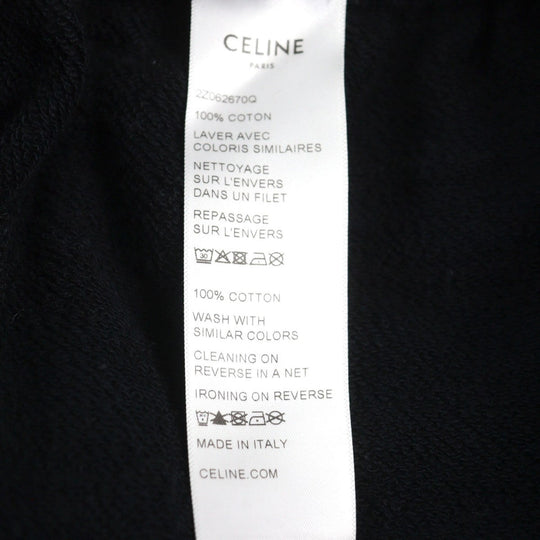 CELINE
PARIS
2Z062670Q
100% COTON
LAVER AVEC
COLORIS SIMILAIRES
NETTOYAGE
SUR L'ENVERS
DANS UN FILET
REPASSAGE
SUR L'ENVERS
30
100% COTTON
WASH WITH
SIMILAR COLORS
CLEANING ON
REVERSE IN A NET
IRONING ON REVERSE
MADE IN ITALY
CELINE.COM